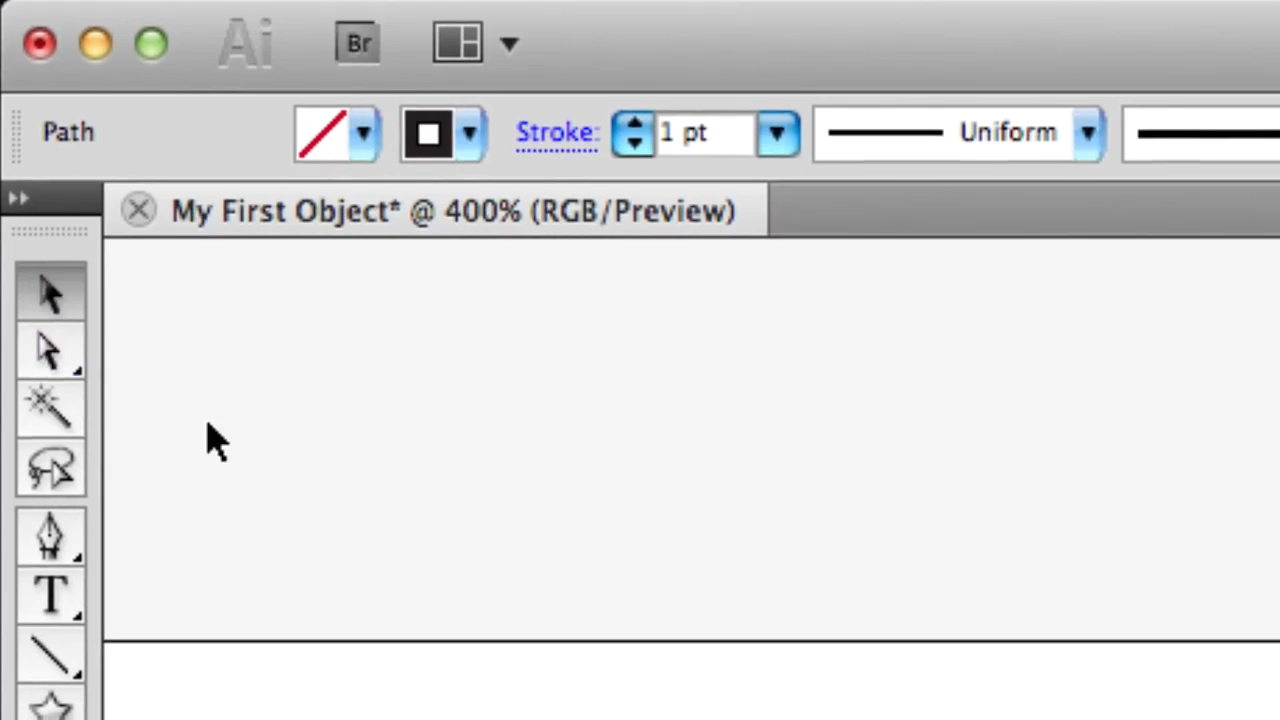 Ai Br
Path Stroke: 1 pt Uniform
My First Object* @ 400% (RGB/Preview)
T